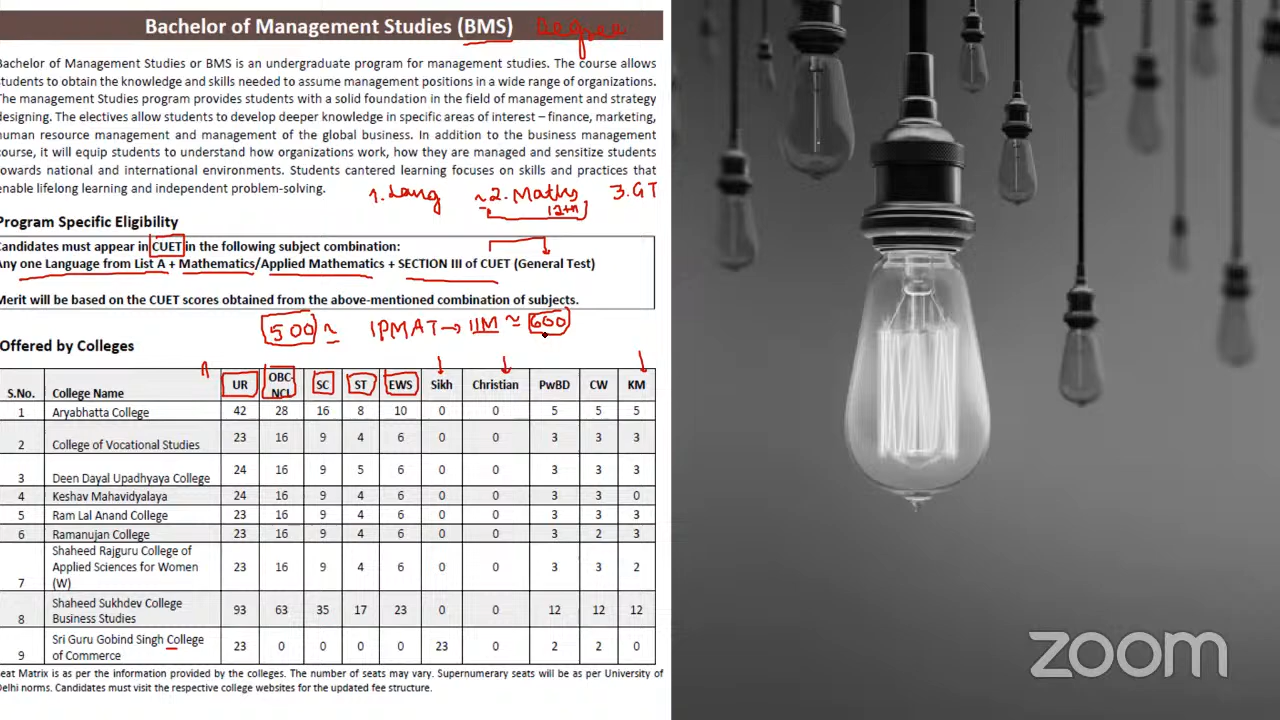 Bachelor of Management Studies (BMS) Degree
Bachelor of Management Studies or BMS is an undergraduate program for management studies. The course allows
students to obtain the knowledge and skills needed to assume management positions in a wide range of organizations.
The management Studies program provides students with a solid foundation in the field of management and strategy
designing. The electives allow students to develop deeper knowledge in specific areas of interest – finance, marketing,
human resource management and management of the global business. In addition to the business management
course, it will equip students to understand how organizations work, how they are managed and sensitize students
towards national and international environments. Students cantered learning focuses on skills and practices that
enable lifelong learning and independent problem-solving.
1. Lang ~2. Maths 3. GT
12th
Program Specific Eligibility
Candidates must appear in CUET in the following subject combination:
Any one Language from List A + Mathematics/Applied Mathematics + SECTION III of CUET (General Test)
Merit will be based on the CUET scores obtained from the above-mentioned combination of subjects.
500 ~ IPMAT → IIM ≈ 600
Offered by Colleges
S.No. College Name UR OBC-NCL SC ST EWS Sikh Christian PwBD CW KM
1 Aryabhatta College 42 28 16 8 10 0 0 5 5 5
2 College of Vocational Studies 23 16 9 4 6 0 0 3 3 3
3 Deen Dayal Upadhyaya College 24 16 9 5 6 0 0 3 3 3
4 Keshav Mahavidyalaya 24 16 9 4 6 0 0 3 3 0
5 Ram Lal Anand College 23 16 9 4 6 0 0 3 3 3
6 Ramanujan College 23 16 9 4 6 0 0 3 2 3
Shaheed Rajguru College of
Applied Sciences for Women 23 16 9 4 6 0 0 3 3 2
7 (W)
Shaheed Sukhdev College
8 Business Studies 93 63 35 17 23 0 0 12 12 12
Sri Guru Gobind Singh College
9 of Commerce 23 0 0 0 0 23 0 2 2 0
eat Matrix is as per the information provided by the colleges. The number of seats may vary. Supernumerary seats will be as per University of
Delhi norms. Candidates must visit the respective college websites for the updated fee structure.
zoom